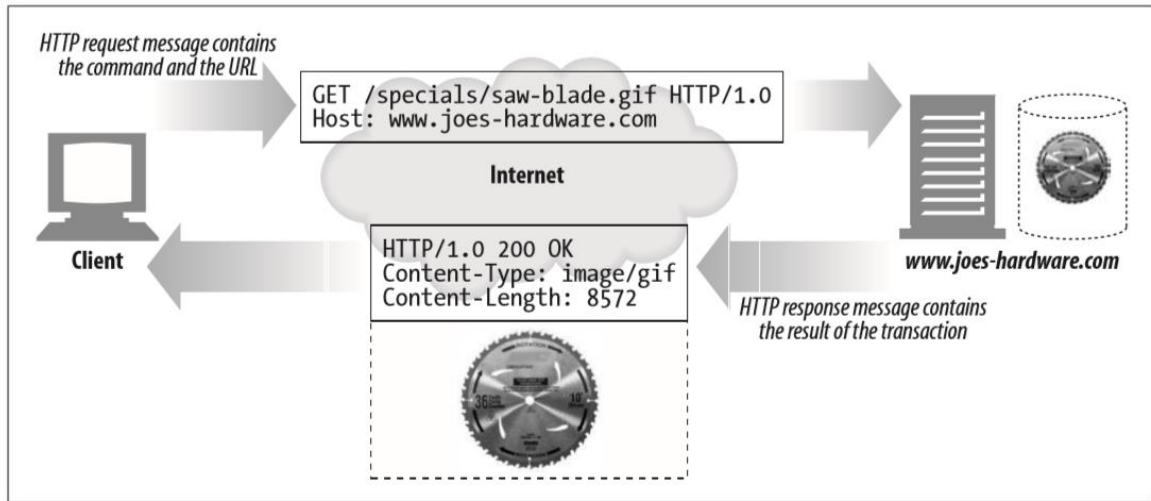 HTTP request message contains
the command and the URL
GET /specials/saw-blade.gif HTTP/1.0
Host: www.joes-hardware.com
Internet
Client
HTTP/1.0 200 OK
Content-Type: image/gif
Content-Length: 8572
www.joes-hardware.com
HTTP response message contains
the result of the transaction
36
10"